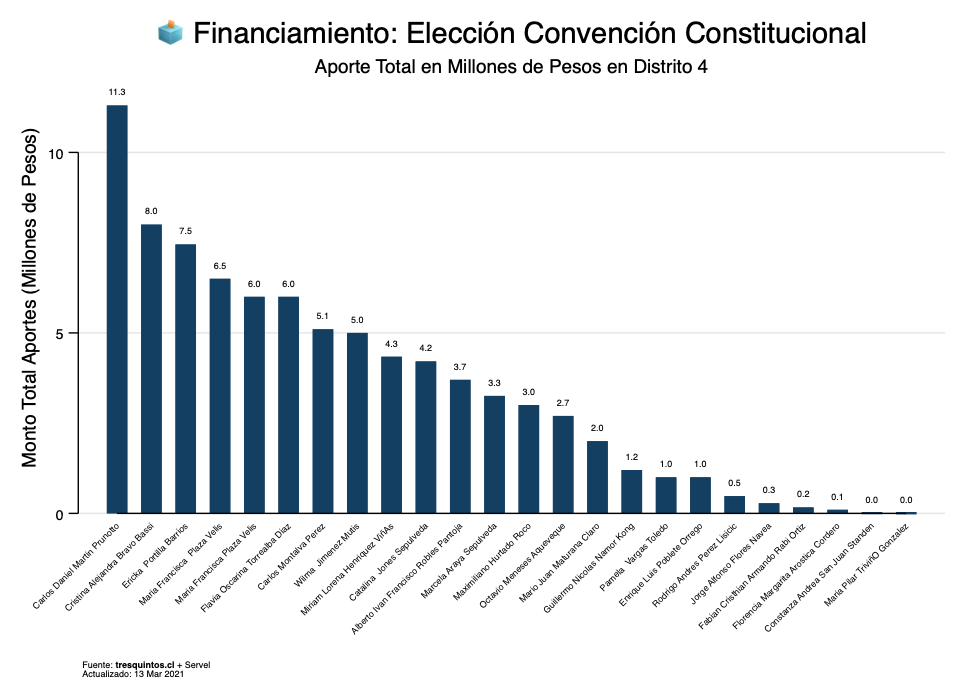 Financiamiento: Elección Convención Constitucional
Aporte Total en Millones de Pesos en Distrito 4
Monto Total Aportes (Millones de Pesos)
10
5
0
11.3
8.0
7.5
6.5
6.0
6.0
5.1
5.0
4.3
4.2
3.7
3.3
3.0
2.7
2.0
1.2
1.0
1.0
0.5
0.3
0.2
0.1
0.0
0.0
Carlos Daniel Martin Prunotto
Cristina Alejandra Bravo Bassi
Ericka Portilla Barrios
Maria Francisca Plaza Velis
Maria Francisca Plaza Velis
Flavia Oscarina Torrealba Diaz
Carlos Montalva Perez
Wilma Jimenez Mutis
Miriam Lorena Henriquez ViñAs
Catalina Jones Sepulveda
Alberto Ivan Francisco Robles Pantoja
Marcela Araya Sepulveda
Maximiliano Hurtado Roco
Octavio Meneses Aqueveque
Mario Juan Maturana Claro
Guillermo Nicolas Namor Kong
Pamela Vargas Toledo
Enrique Luis Poblete Orrego
Rodrigo Andres Perez Lisicic
Jorge Alfonso Flores Navea
Fabian Cristhian Armando Rabi Ortiz
Florencia Margarita Arostica Cordero
Constanza Andrea San Juan Standen
Maria Pilar TriviñO Gonzalez
Fuente: tresquintos.cl + Servel
Actualizado: 13 Mar 2021